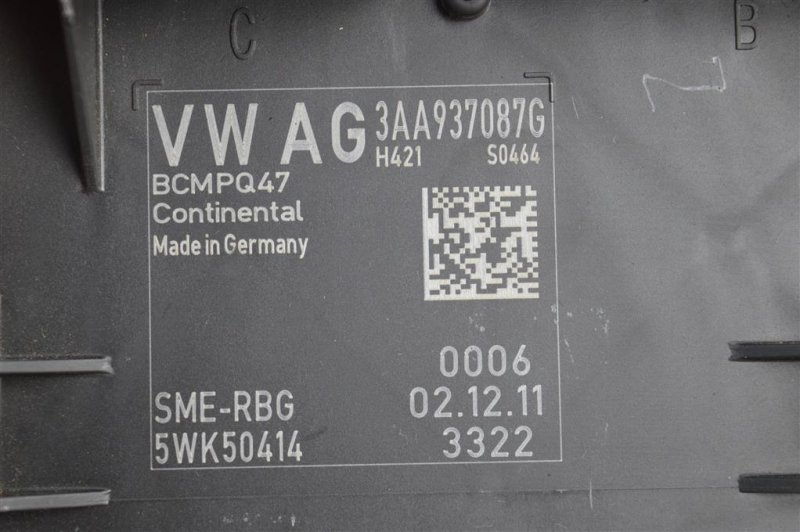 C B
VW AG 3AA937087G
H421 S0464
BCMPQ47
Continental
Made in Germany
0006
SME-RBG 02.12.11
5WK50414 3322